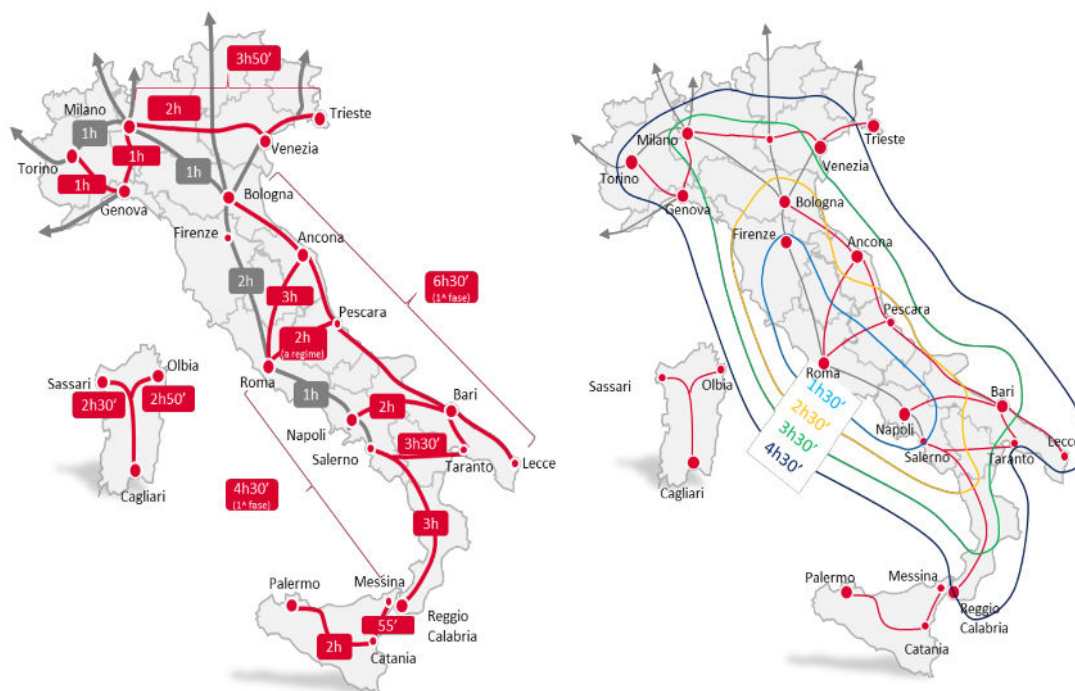 3h50'
2h
Milano
Trieste
1h
1h
Venezia
Torino
1h
1h
Genova
Bologna
Firenze
Ancona
2h
3h
6h30'
(1^ fase)
Pescara
2h
(a regime)
Roma
Sassari
Olbia
2h30'
2h50'
1h
2h
Bari
Napoli
3h30'
Salerno
Taranto
Lecce
Cagliari
4h30'
(1^ fase)
3h
Messina
Palermo
Reggio
Calabria
55'
2h
Catania
Milano
Trieste
Venezia
Torino
Genova
Bologna
Firenze
Ancona
Pescara
Roma
Sassari
Olbia
1h30'
2h30'
3h30'
4h30'
Bari
Napoli
Salerno
Taranto
Lecce
Cagliari
Messina
Palermo
Reggio
Calabria
Catania